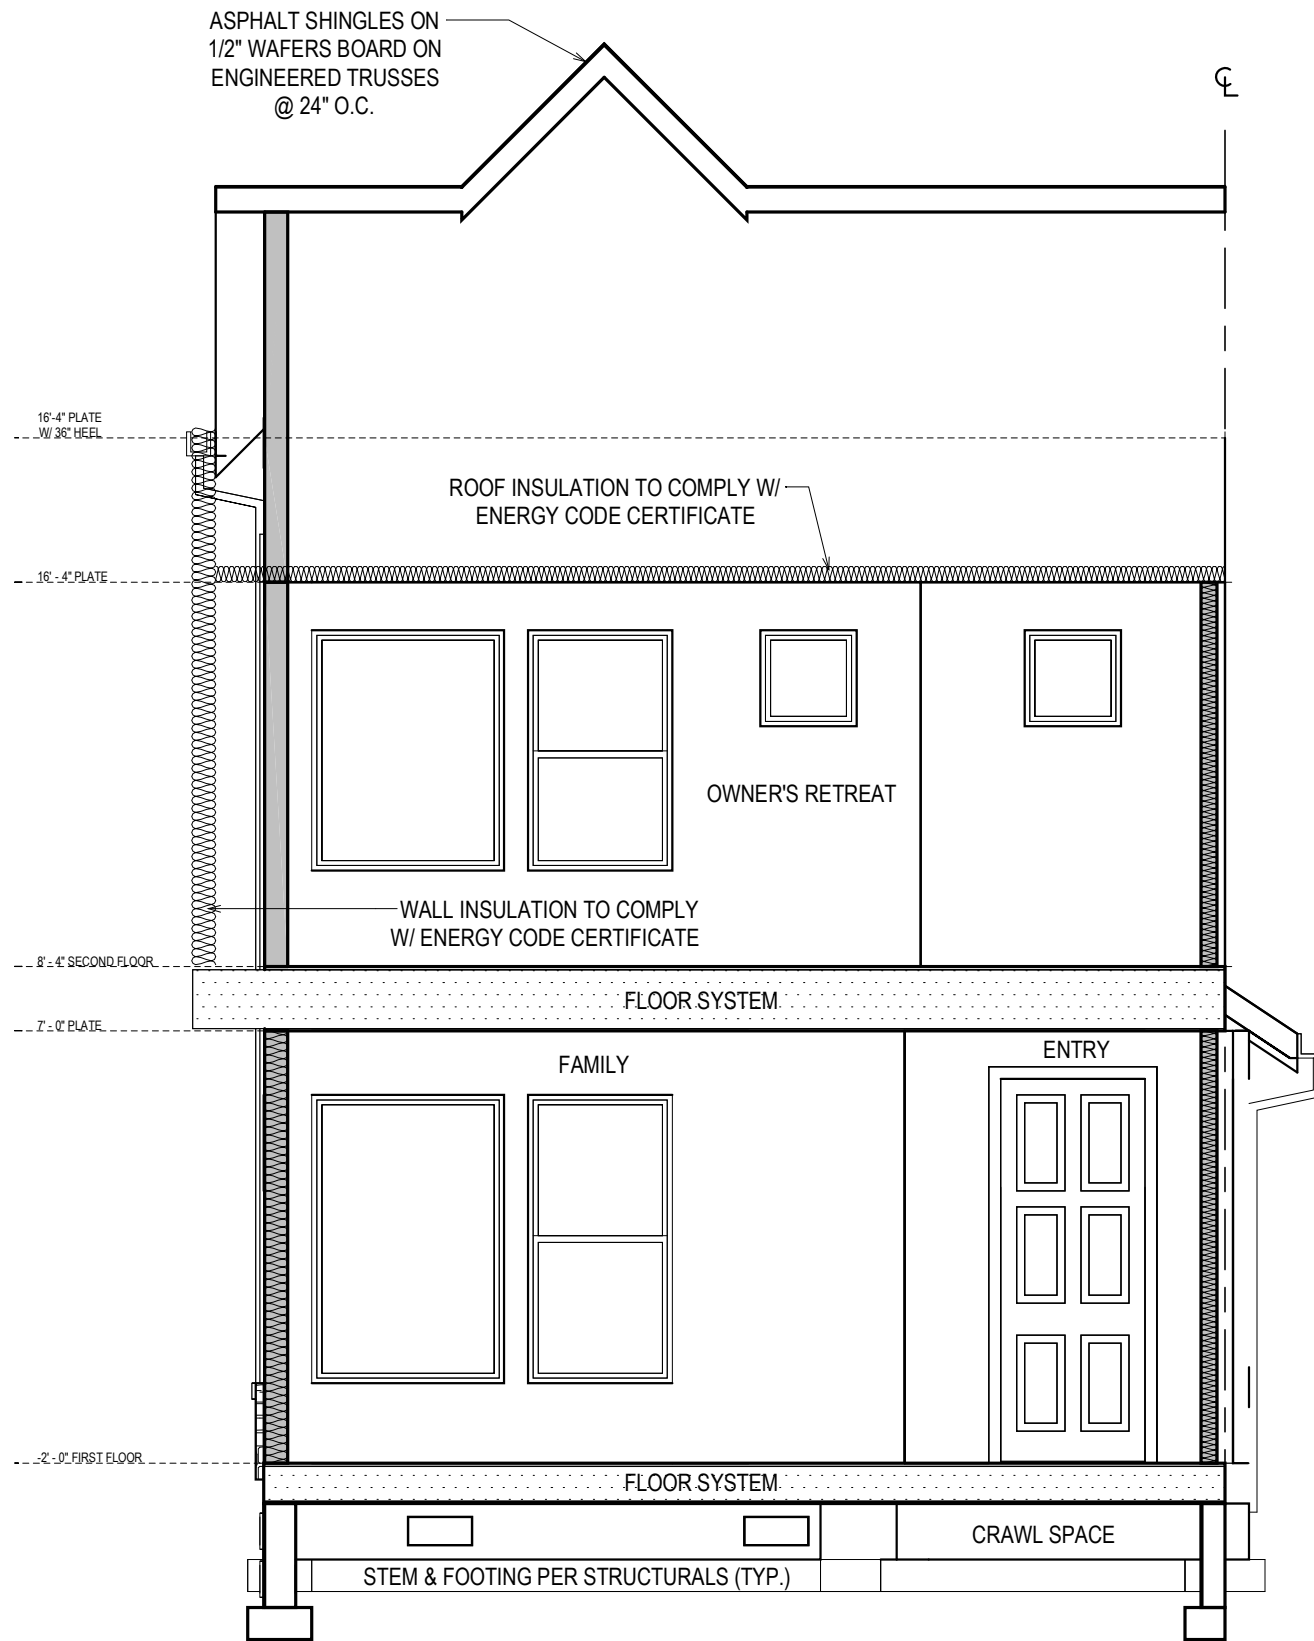 ASPHALT SHINGLES ON
1/2" WAFERS BOARD ON
ENGINEERED TRUSSES
@ 24" O.C.
℄
16'-4" PLATE
W/ 36" HEEL
ROOF INSULATION TO COMPLY W/
ENERGY CODE CERTIFICATE
16' - 4" PLATE
OWNER'S RETREAT
WALL INSULATION TO COMPLY
W/ ENERGY CODE CERTIFICATE
8' - 4" SECOND FLOOR
FLOOR SYSTEM
7' - 0" PLATE
FAMILY
ENTRY
-2' - 0" FIRST FLOOR
FLOOR SYSTEM
CRAWL SPACE
STEM & FOOTING PER STRUCTURALS (TYP.)